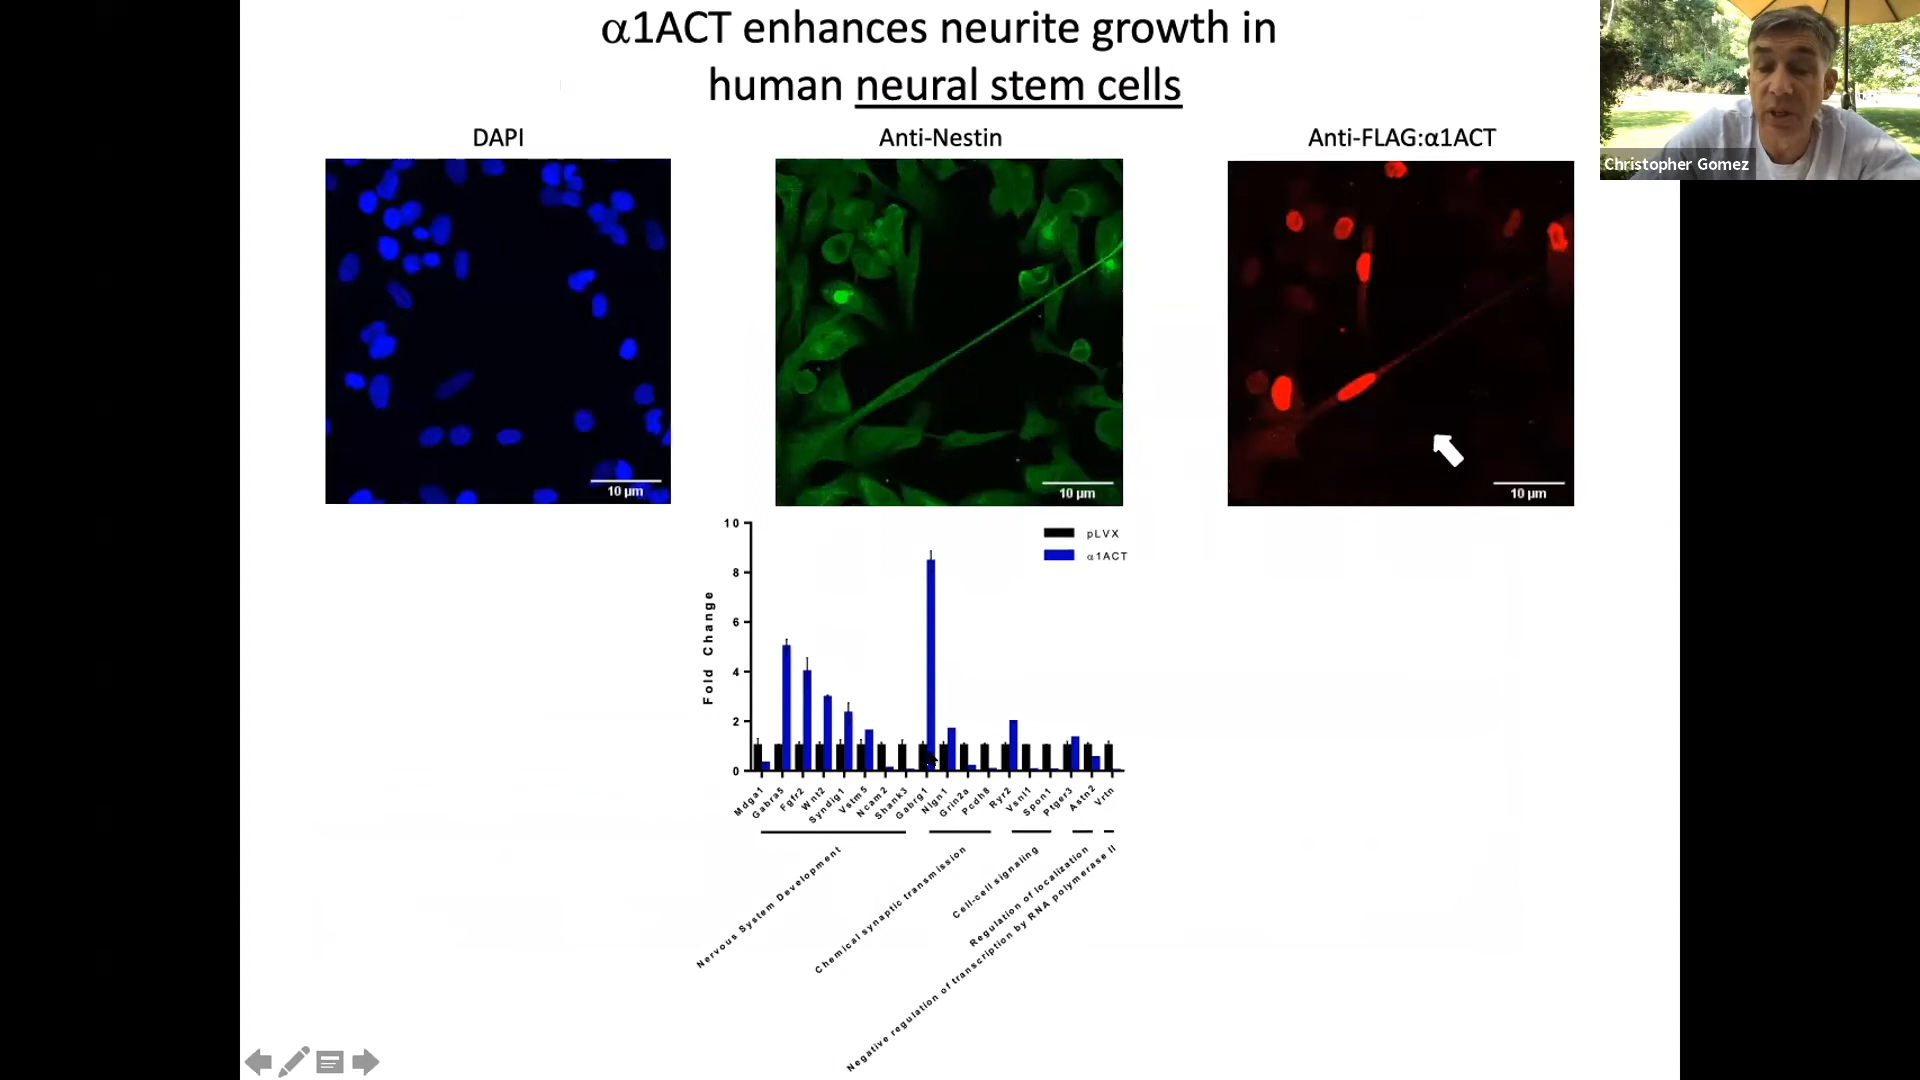 α1ACT enhances neurite growth in
human neural stem cells
Christopher Gomez
DAPI
Anti-Nestin
Anti-FLAG:α1ACT
10 µm
10 µm
10 µm
pLVX
α1ACT
Fold Change
10
8
6
4
2
0
Mdga1
Gabra5
Fgfr2
Wnt2
Syndig1
Vstm5
Ncam2
Shank3
Gabrg1
Nlgn1
Grin2a
Pcdh8
Ryr2
Vsnl1
Spon1
Ptger3
Astn2
Vrtn
Nervous System Development
Chemical synaptic transmission
Cell-cell signaling
Regulation of localization
Negative regulation of transcription by RNA polymerase II